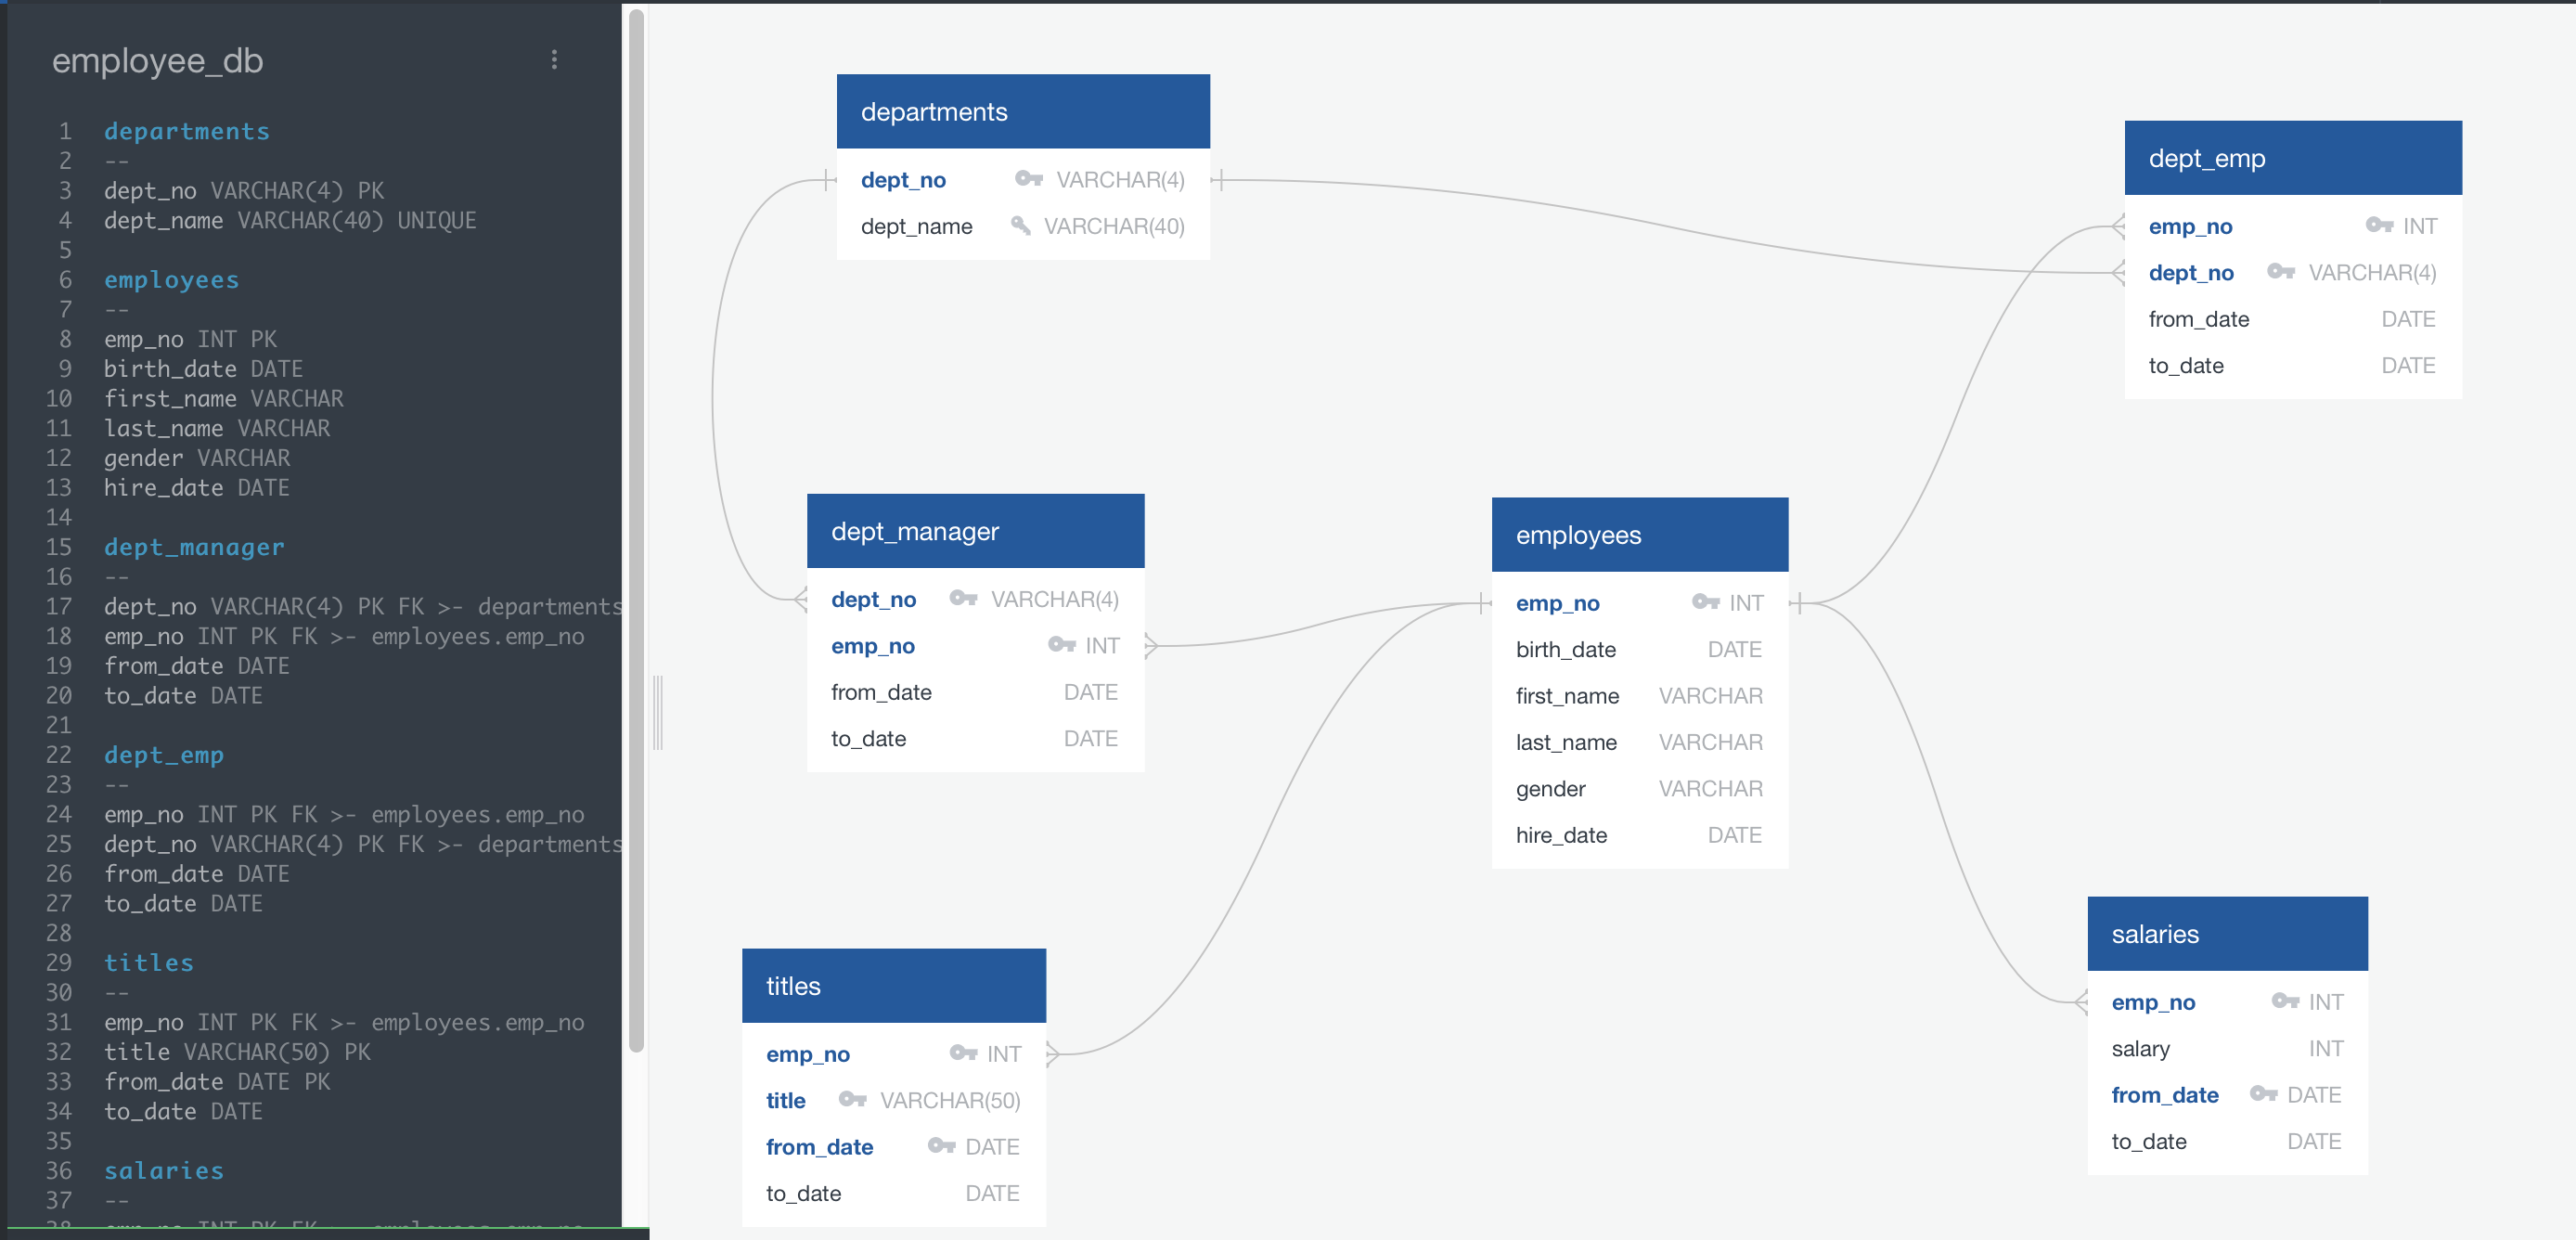 employee_db
1 departments
2 --
3 dept_no VARCHAR(4) PK
4 dept_name VARCHAR(40) UNIQUE
5
6 employees
7 --
8 emp_no INT PK
9 birth_date DATE
10 first_name VARCHAR
11 last_name VARCHAR
12 gender VARCHAR
13 hire_date DATE
14
15 dept_manager
16 --
17 dept_no VARCHAR(4) PK FK >- departments
18 emp_no INT PK FK >- employees.emp_no
19 from_date DATE
20 to_date DATE
21
22 dept_emp
23 --
24 emp_no INT PK FK >- employees.emp_no
25 dept_no VARCHAR(4) PK FK >- departments
26 from_date DATE
27 to_date DATE
28
29 titles
30 --
31 emp_no INT PK FK >- employees.emp_no
32 title VARCHAR(50) PK
33 from_date DATE PK
34 to_date DATE
35
36 salaries
37 --
38 emp_no INT PK FK >- employees.emp_no
departments
dept_no VARCHAR(4)
dept_name VARCHAR(40)
dept_emp
emp_no INT
dept_no VARCHAR(4)
from_date DATE
to_date DATE
dept_manager
dept_no VARCHAR(4)
emp_no INT
from_date DATE
to_date DATE
employees
emp_no INT
birth_date DATE
first_name VARCHAR
last_name VARCHAR
gender VARCHAR
hire_date DATE
titles
emp_no INT
title VARCHAR(50)
from_date DATE
to_date DATE
salaries
emp_no INT
salary INT
from_date DATE
to_date DATE